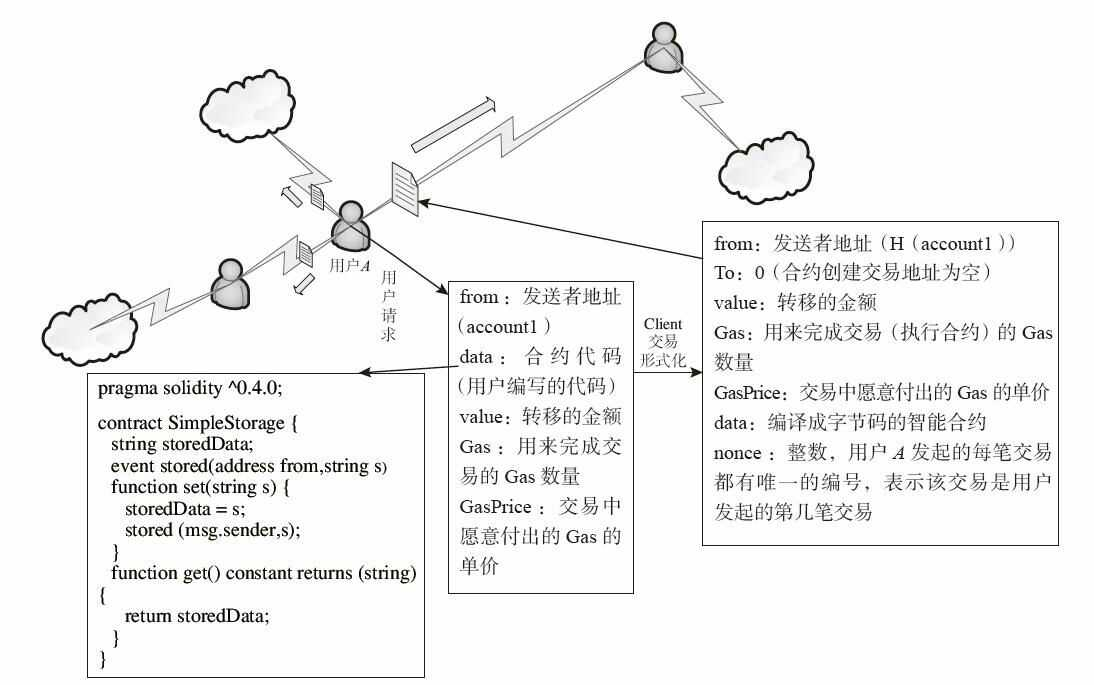 用户A
用
户
请
求
from：发送者地址
（account1）
data：合约代码
（用户编写的代码）
value：转移的金额
Gas：用来完成交
易的 Gas 数量
GasPrice：交易中
愿意付出的 Gas 的
单价
Client
交易
形式化
from：发送者地址（H（account1））
To：0（合约创建交易地址为空）
value：转移的金额
Gas：用来完成交易（执行合约）的 Gas
数量
GasPrice：交易中愿意付出的 Gas 的单价
data：编译成字节码的智能合约
nonce：整数，用户 A 发起的每笔交易
都有唯一的编号，表示该交易是用户
发起的第几笔交易
pragma solidity ^0.4.0;
contract SimpleStorage {
string storedData;
event stored(address from,string s)
function set(string s) {
storedData = s;
stored (msg.sender,s);
}
function get() constant returns (string)
{
return storedData;
}
}